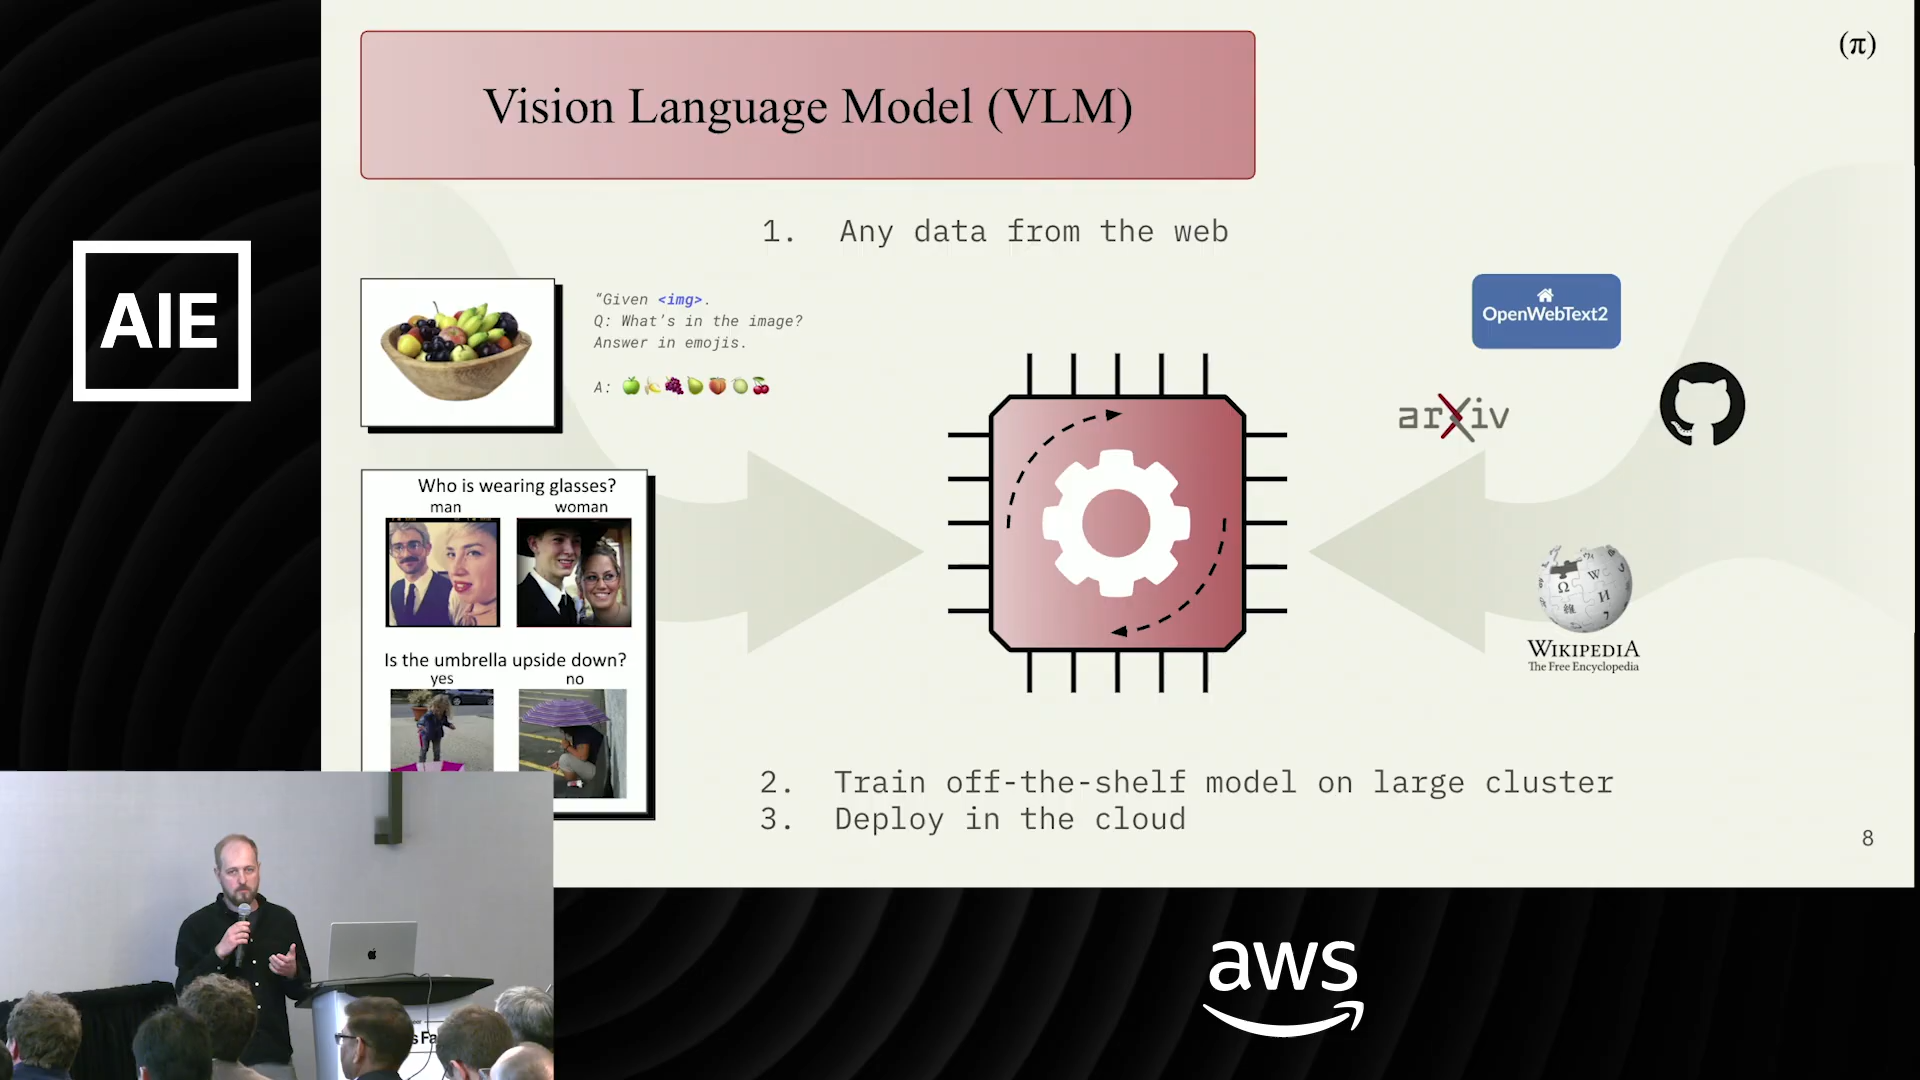 (π)
Vision Language Model (VLM)
1. Any data from the web
AIE
“Given <img>.
Q: What’s in the image?
Answer in emojis.
A: 🍏🍌🍇🍐🍑🍈🍒
OpenWebText2
arXiv
Who is wearing glasses?
man woman
Is the umbrella upside down?
yes no
Ω W И
WIKIPEDIA
The Free Encyclopedia
2. Train off-the-shelf model on large cluster
3. Deploy in the cloud
8
aws
s Fa